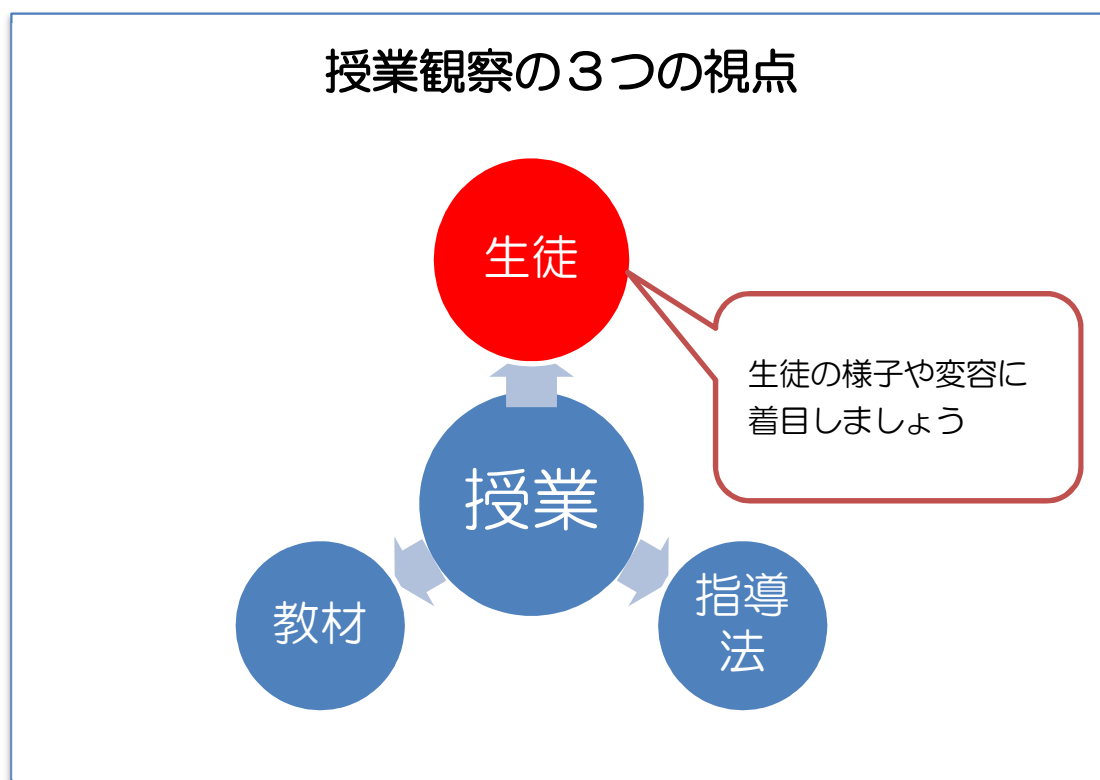 授業観察の３つの視点
生徒
生徒の様子や変容に
着目しましょう
授業
教材
指導
法